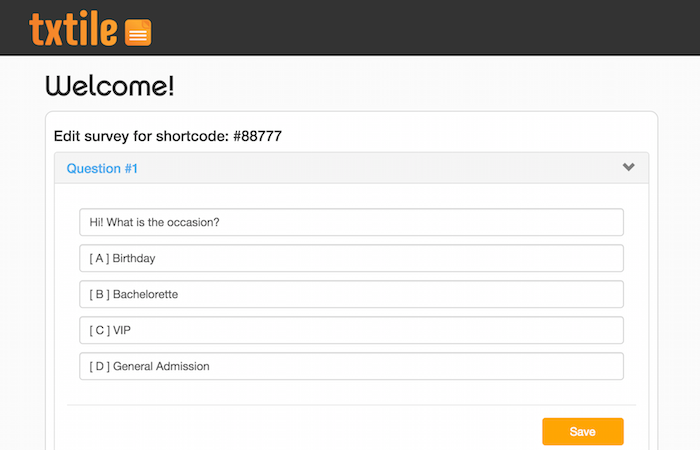 txtile
Welcome!
Edit survey for shortcode: #88777
Question #1
Hi! What is the occasion?
[ A ] Birthday
[ B ] Bachelorette
[ C ] VIP
[ D ] General Admission
Save